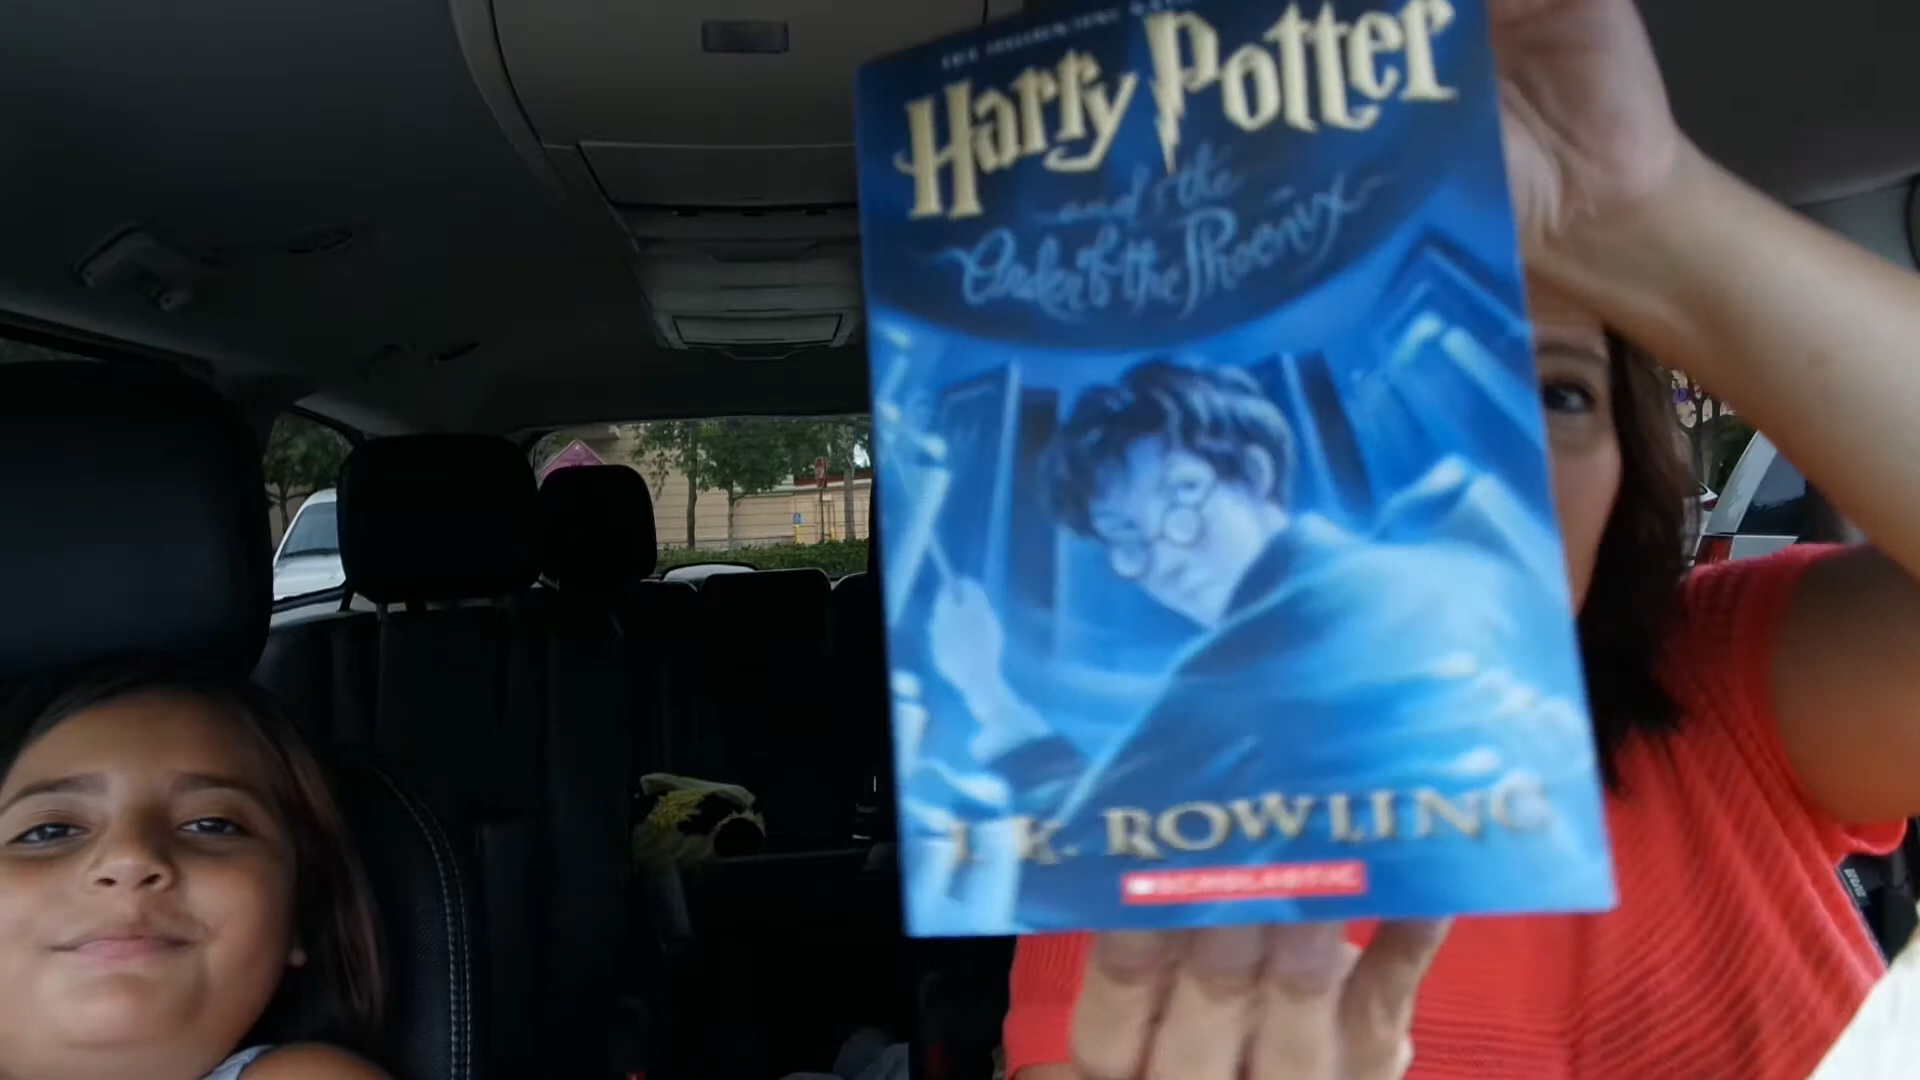 Harry Potter
and the
Order of the Phoenix
J.K. ROWLING
SCHOLASTIC